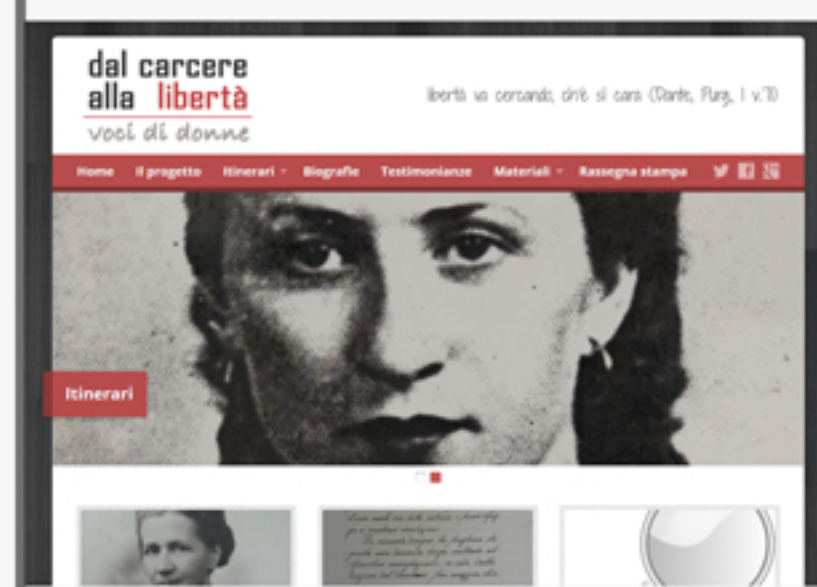 dal carcere
alla libertà
voci di donne
libertà va cercando, ch'è sì cara (Dante, Purg. I v.71)
Home Il progetto Itinerari Biografie Testimonianze Materiali Rassegna stampa
Itinerari